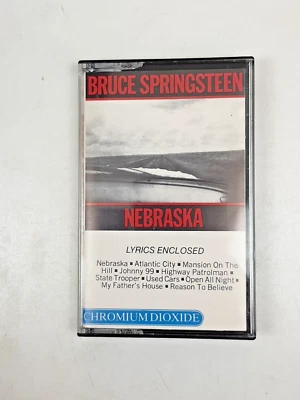 BRUCE SPRINGSTEEN
NEBRASKA
LYRICS ENCLOSED
Nebraska ▪ Atlantic City ▪ Mansion On The
Hill ▪ Johnny 99 ▪ Highway Patrolman ▪
State Trooper ▪ Used Cars ▪ Open All Night ▪
My Father's House ▪ Reason To Believe
CHROMIUM DIOXIDE